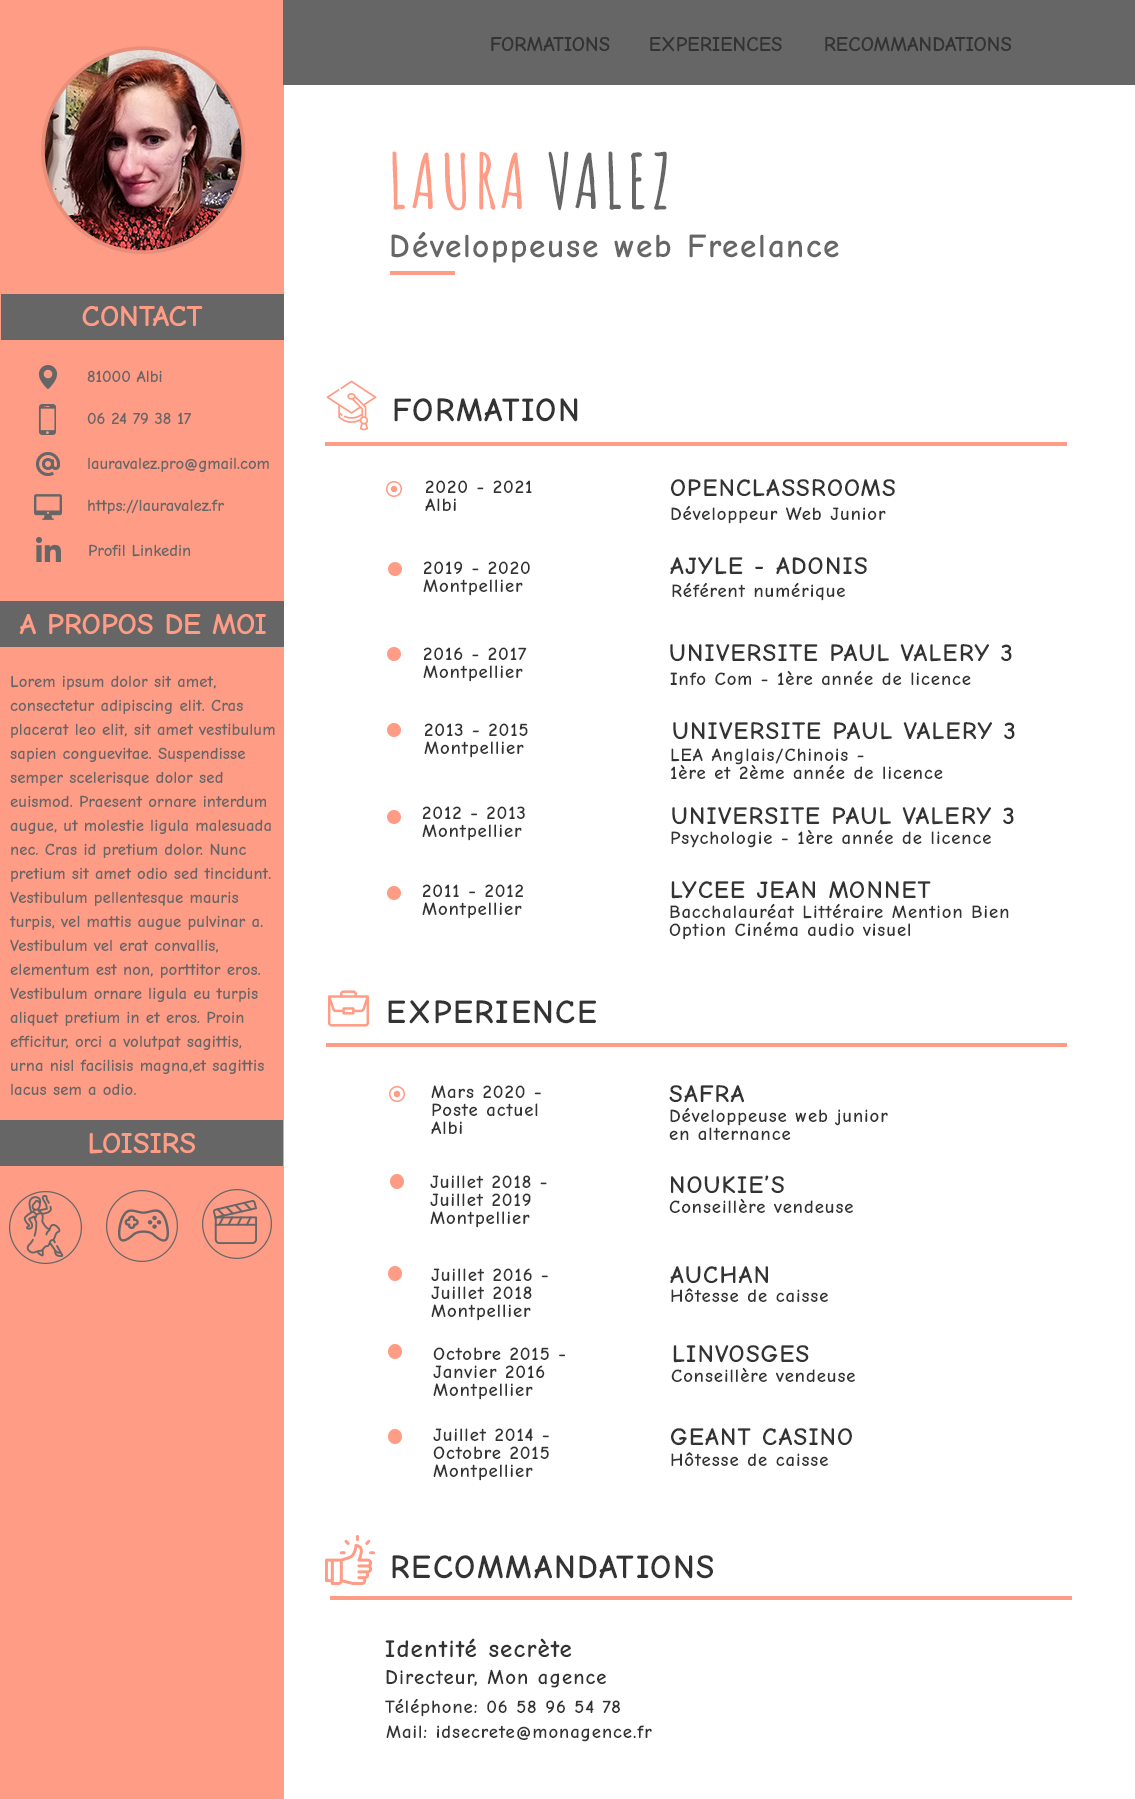 FORMATIONS EXPERIENCES RECOMMANDATIONS
LAURA VALEZ
Développeuse web Freelance
CONTACT
81000 Albi
06 24 79 38 17
lauravalez.pro@gmail.com
https://lauravalez.fr
in Profil Linkedin
A PROPOS DE MOI
Lorem ipsum dolor sit amet,
consectetur adipiscing elit. Cras
placerat leo elit, sit amet vestibulum
sapien conguevitae. Suspendisse
semper scelerisque dolor sed
euismod. Praesent ornare interdum
augue, ut molestie ligula malesuada
nec. Cras id pretium dolor. Nunc
pretium sit amet odio sed tincidunt.
Vestibulum pellentesque mauris
turpis, vel mattis augue pulvinar a.
Vestibulum vel erat convallis,
elementum est non, porttitor eros.
Vestibulum ornare ligula eu turpis
aliquet pretium in et eros. Proin
efficitur, orci a volutpat sagittis,
urna nisl facilisis magna,et sagittis
lacus sem a odio.
LOISIRS
FORMATION
2020 - 2021
Albi
OPENCLASSROOMS
Développeur Web Junior
2019 - 2020
Montpellier
AJYLE - ADONIS
Référent numérique
2016 - 2017
Montpellier
UNIVERSITE PAUL VALERY 3
Info Com - 1ère année de licence
2013 - 2015
Montpellier
UNIVERSITE PAUL VALERY 3
LEA Anglais/Chinois -
1ère et 2ème année de licence
2012 - 2013
Montpellier
UNIVERSITE PAUL VALERY 3
Psychologie - 1ère année de licence
2011 - 2012
Montpellier
LYCEE JEAN MONNET
Bacchalauréat Littéraire Mention Bien
Option Cinéma audio visuel
EXPERIENCE
Mars 2020 -
Poste actuel
Albi
SAFRA
Développeuse web junior
en alternance
Juillet 2018 -
Juillet 2019
Montpellier
NOUKIE'S
Conseillère vendeuse
Juillet 2016 -
Juillet 2018
Montpellier
AUCHAN
Hôtesse de caisse
Octobre 2015 -
Janvier 2016
Montpellier
LINVOSGES
Conseillère vendeuse
Juillet 2014 -
Octobre 2015
Montpellier
GEANT CASINO
Hôtesse de caisse
RECOMMANDATIONS
Identité secrète
Directeur, Mon agence
Téléphone: 06 58 96 54 78
Mail: idsecrete@monagence.fr